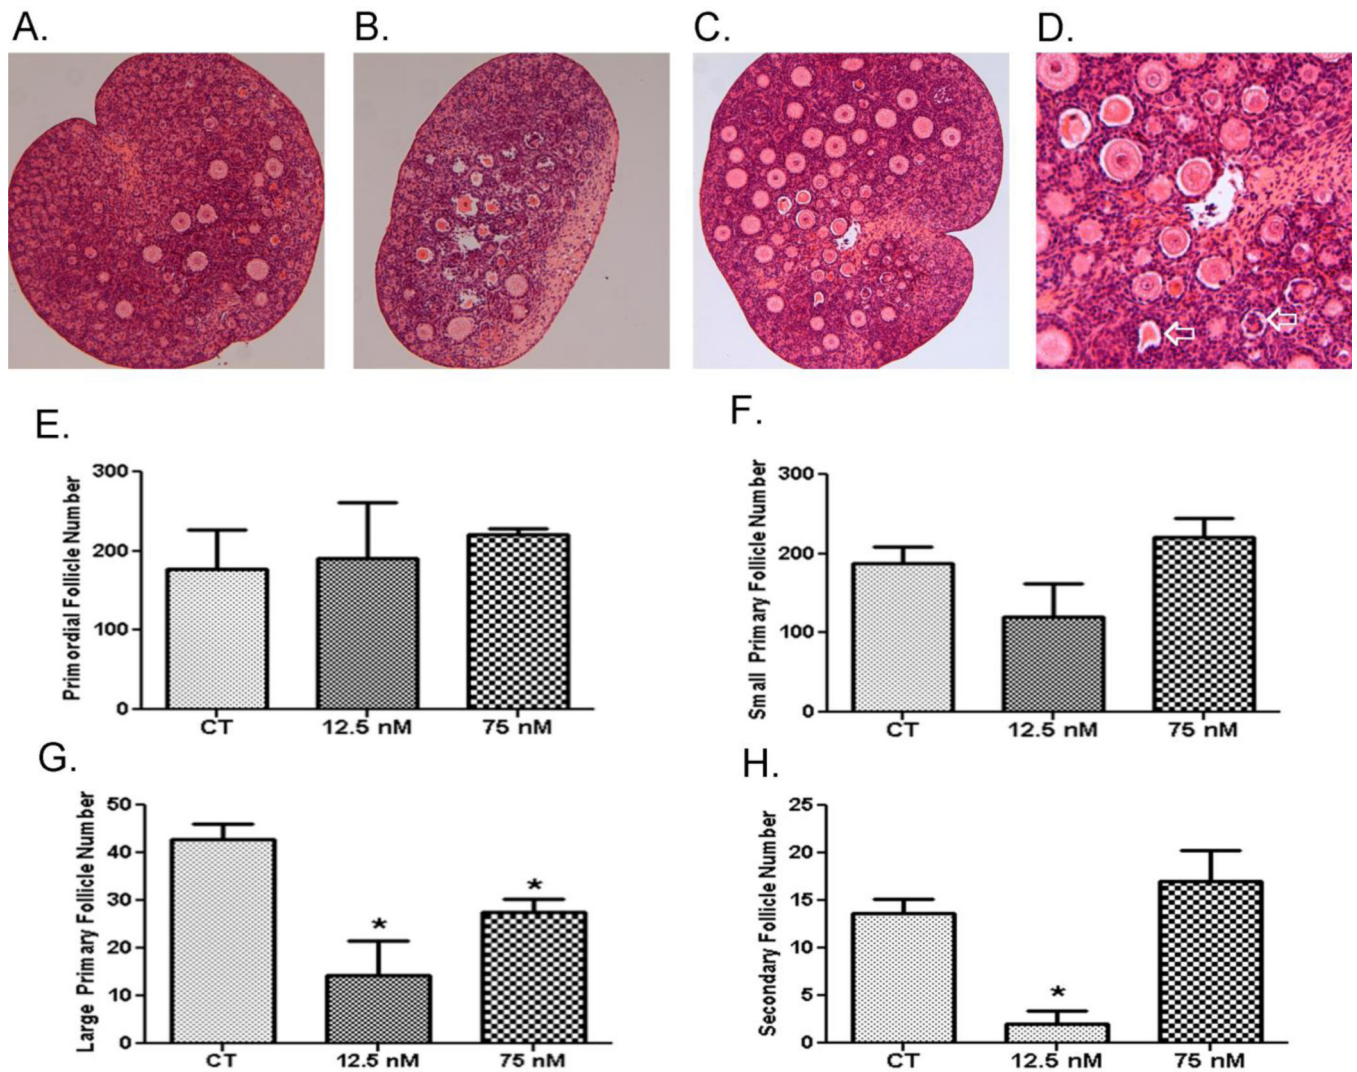 A. B. C. D.
E. F.
Primordial Follicle Number
300
200
100
0
CT 12.5 nM 75 nM
Small Primary Follicle Number
300
200
100
0
CT 12.5 nM 75 nM
G. H.
Large Primary Follicle Number
50
40
30
20
10
0
* *
CT 12.5 nM 75 nM
Secondary Follicle Number
25
20
15
10
5
0
*
CT 12.5 nM 75 nM